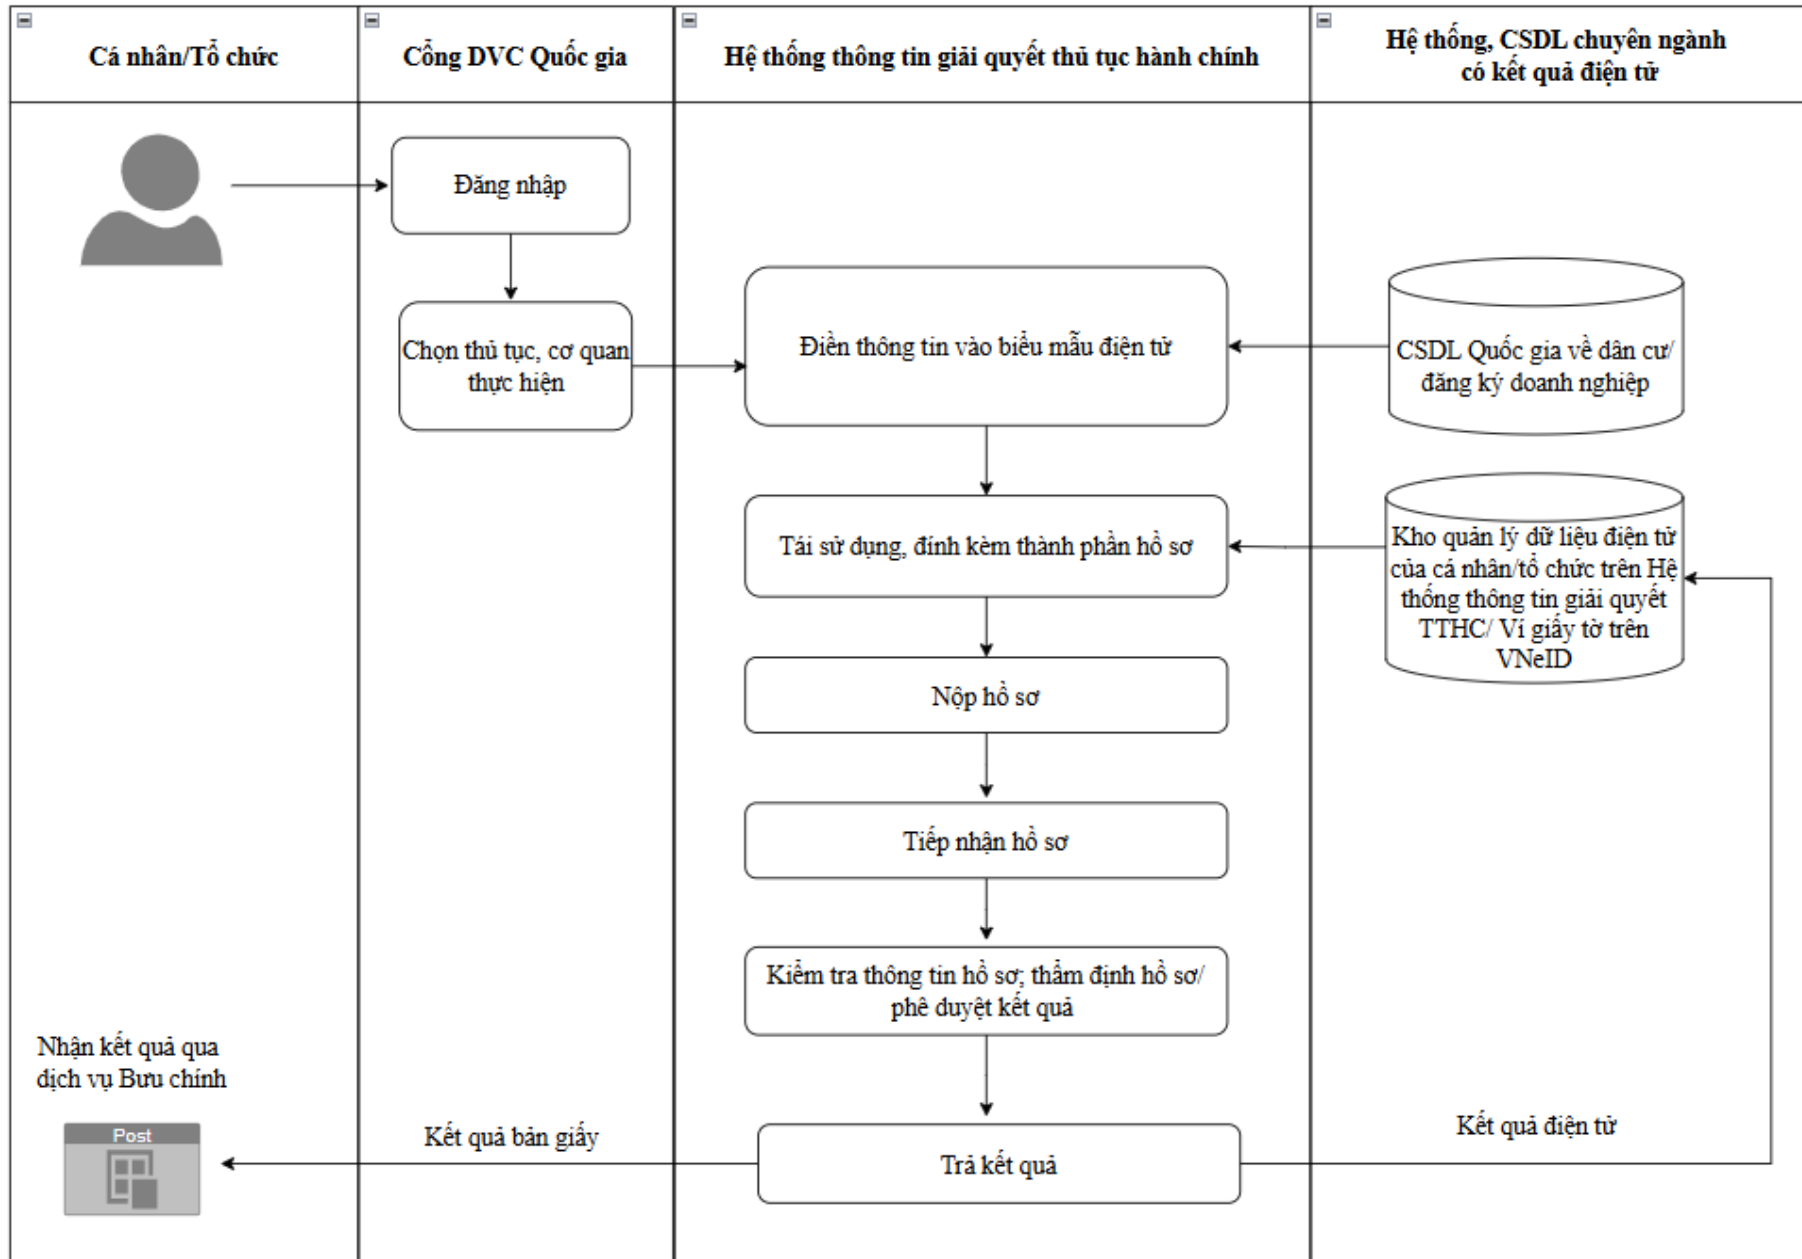 Cá nhân/Tổ chức
Cổng DVC Quốc gia
Hệ thống thông tin giải quyết thủ tục hành chính
Hệ thống, CSDL chuyên ngành
có kết quả điện tử
Đăng nhập
Chọn thủ tục, cơ quan
thực hiện
Điền thông tin vào biểu mẫu điện tử
CSDL Quốc gia về dân cư/
đăng ký doanh nghiệp
Tái sử dụng, đính kèm thành phần hồ sơ
Kho quản lý dữ liệu điện tử
của cá nhân/tổ chức trên Hệ
thống thông tin giải quyết
TTHC/ Ví giấy tờ trên
VNeID
Nộp hồ sơ
Tiếp nhận hồ sơ
Kiểm tra thông tin hồ sơ; thẩm định hồ sơ/
phê duyệt kết quả
Nhận kết quả qua
dịch vụ Bưu chính
Post
Kết quả bản giấy
Trả kết quả
Kết quả điện tử